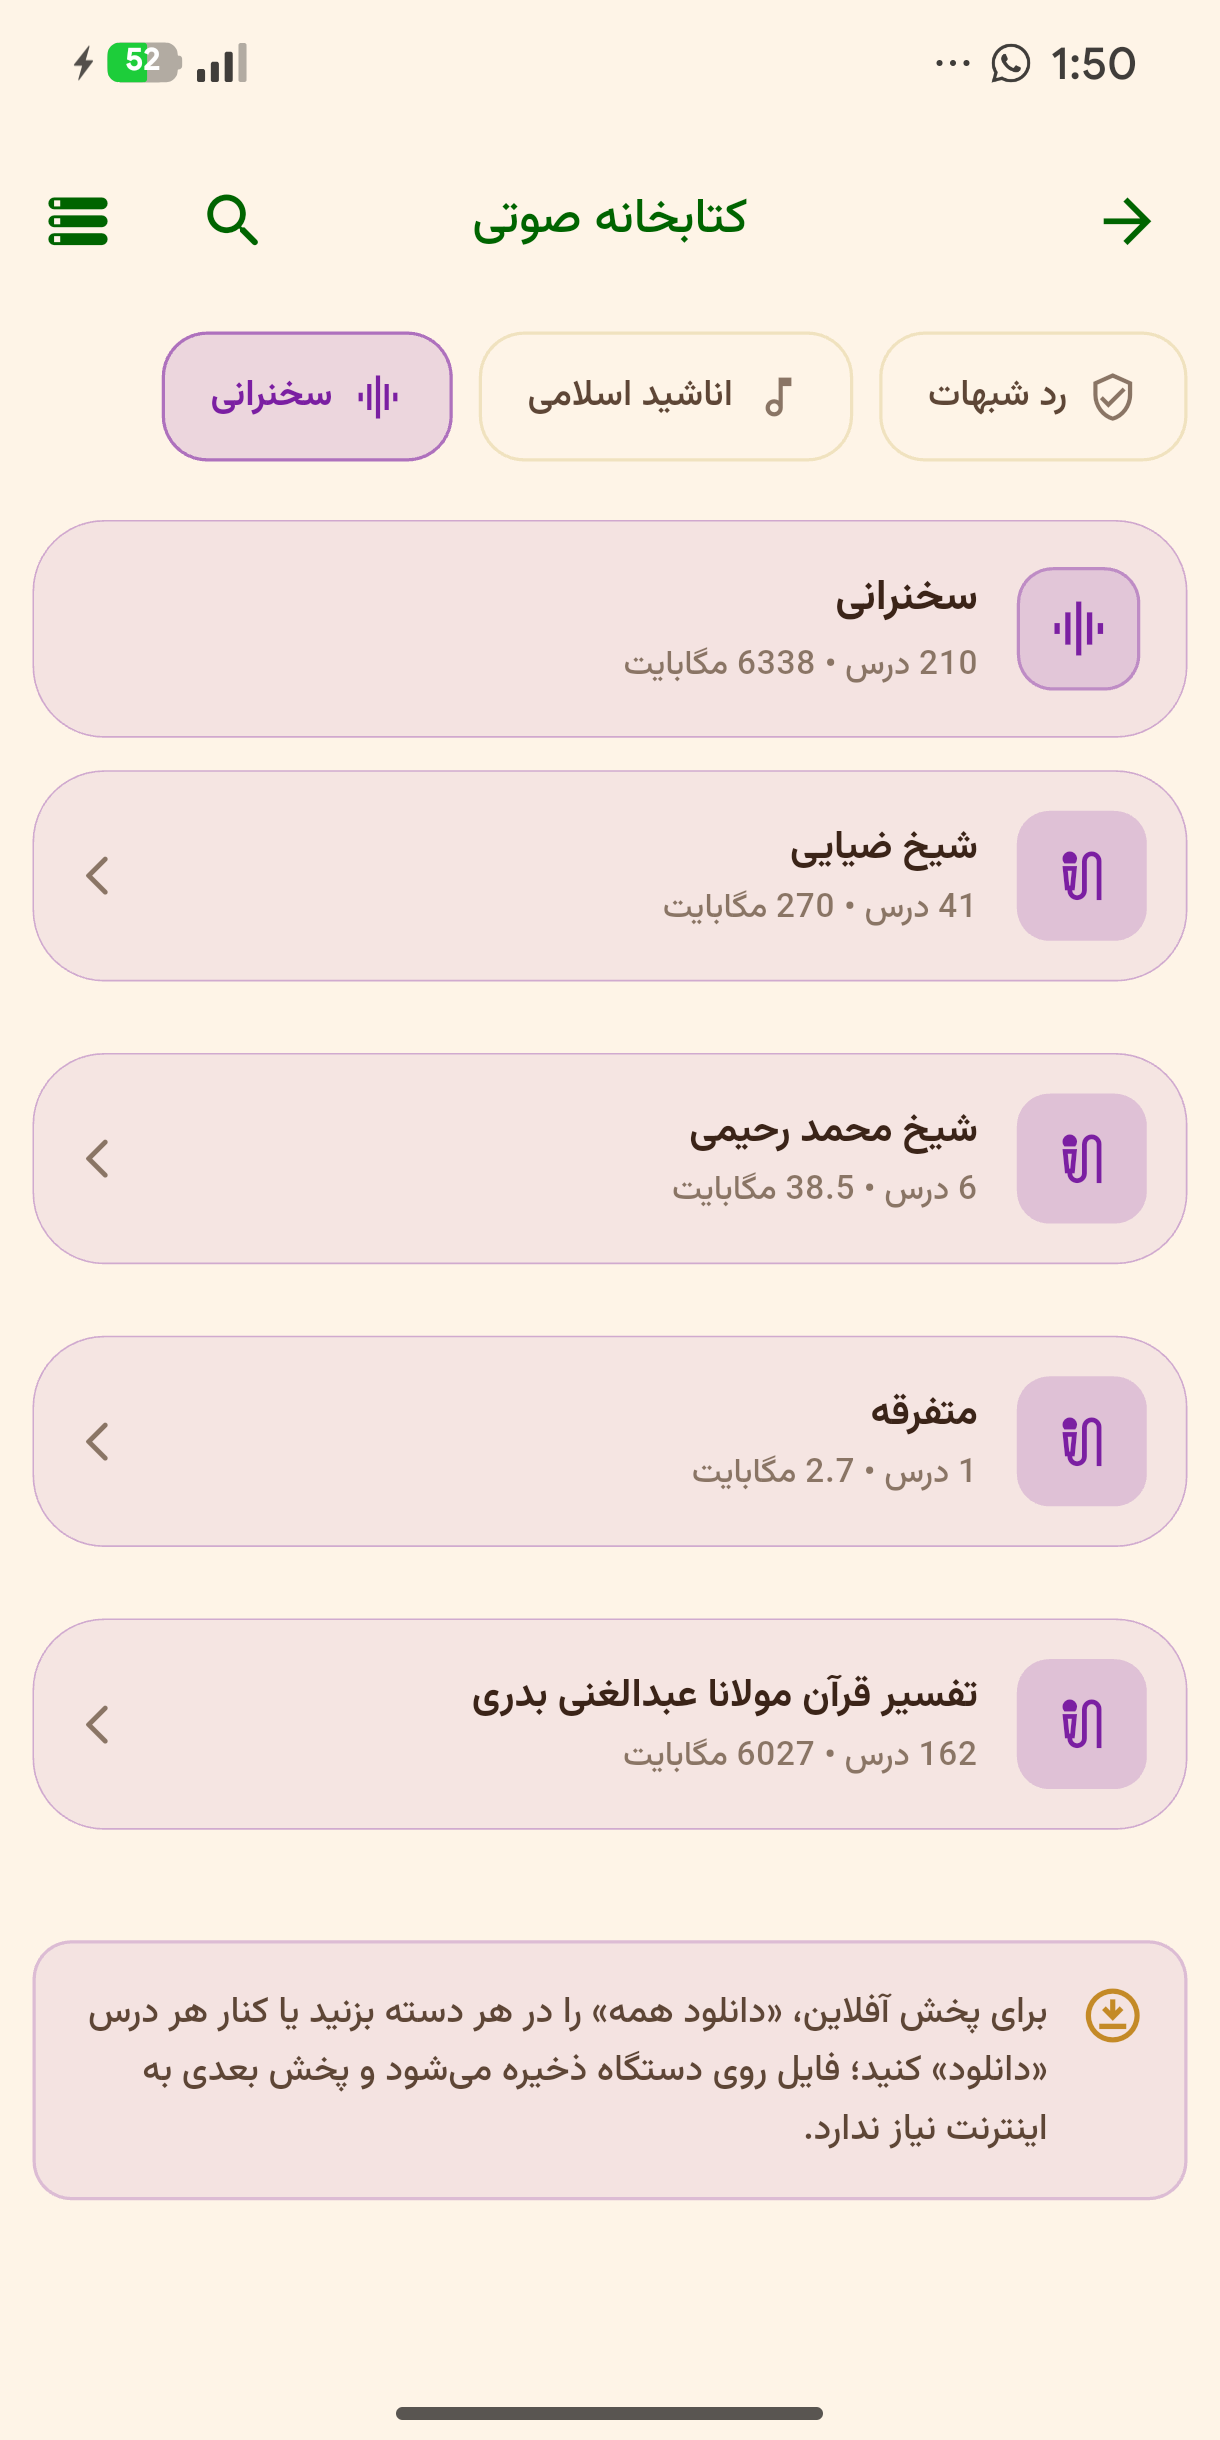 1:50
...
52
کتابخانه صوتی
رد شبهات
اناشید اسلامی
سخنرانی
سخنرانی
210 درس • 6338 مگابایت
شیخ ضیایی
41 درس • 270 مگابایت
شیخ محمد رحیمی
6 درس • 38.5 مگابایت
متفرقه
1 درس • 2.7 مگابایت
تفسیر قرآن مولانا عبدالغنی بدری
162 درس • 6027 مگابایت
برای پخش آفلاین، «دانلود همه» را در هر دسته بزنید یا کنار هر درس
«دانلود» کنید؛ فایل روی دستگاه ذخیره می‌شود و پخش بعدی به
اینترنت نیاز ندارد.